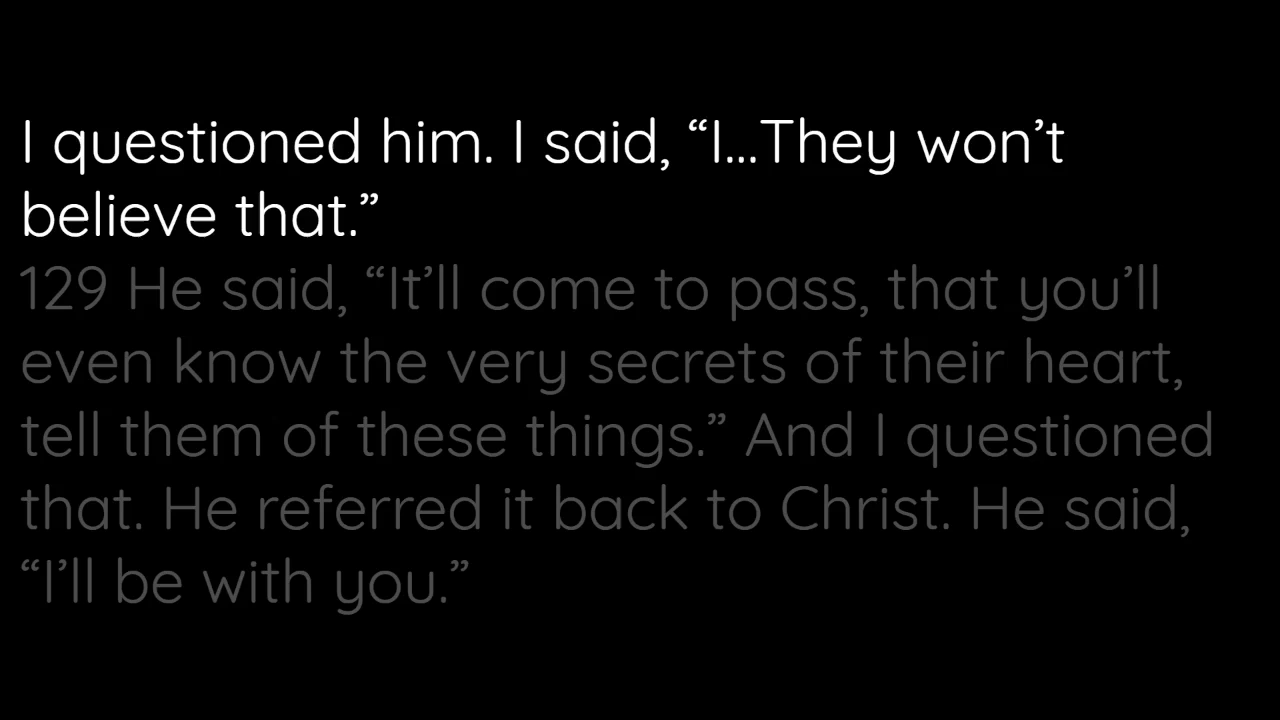 I questioned him. I said, “I...They won’t
believe that.”
129 He said, “It’ll come to pass, that you’ll
even know the very secrets of their heart,
tell them of these things.” And I questioned
that. He referred it back to Christ. He said,
“I’ll be with you.”